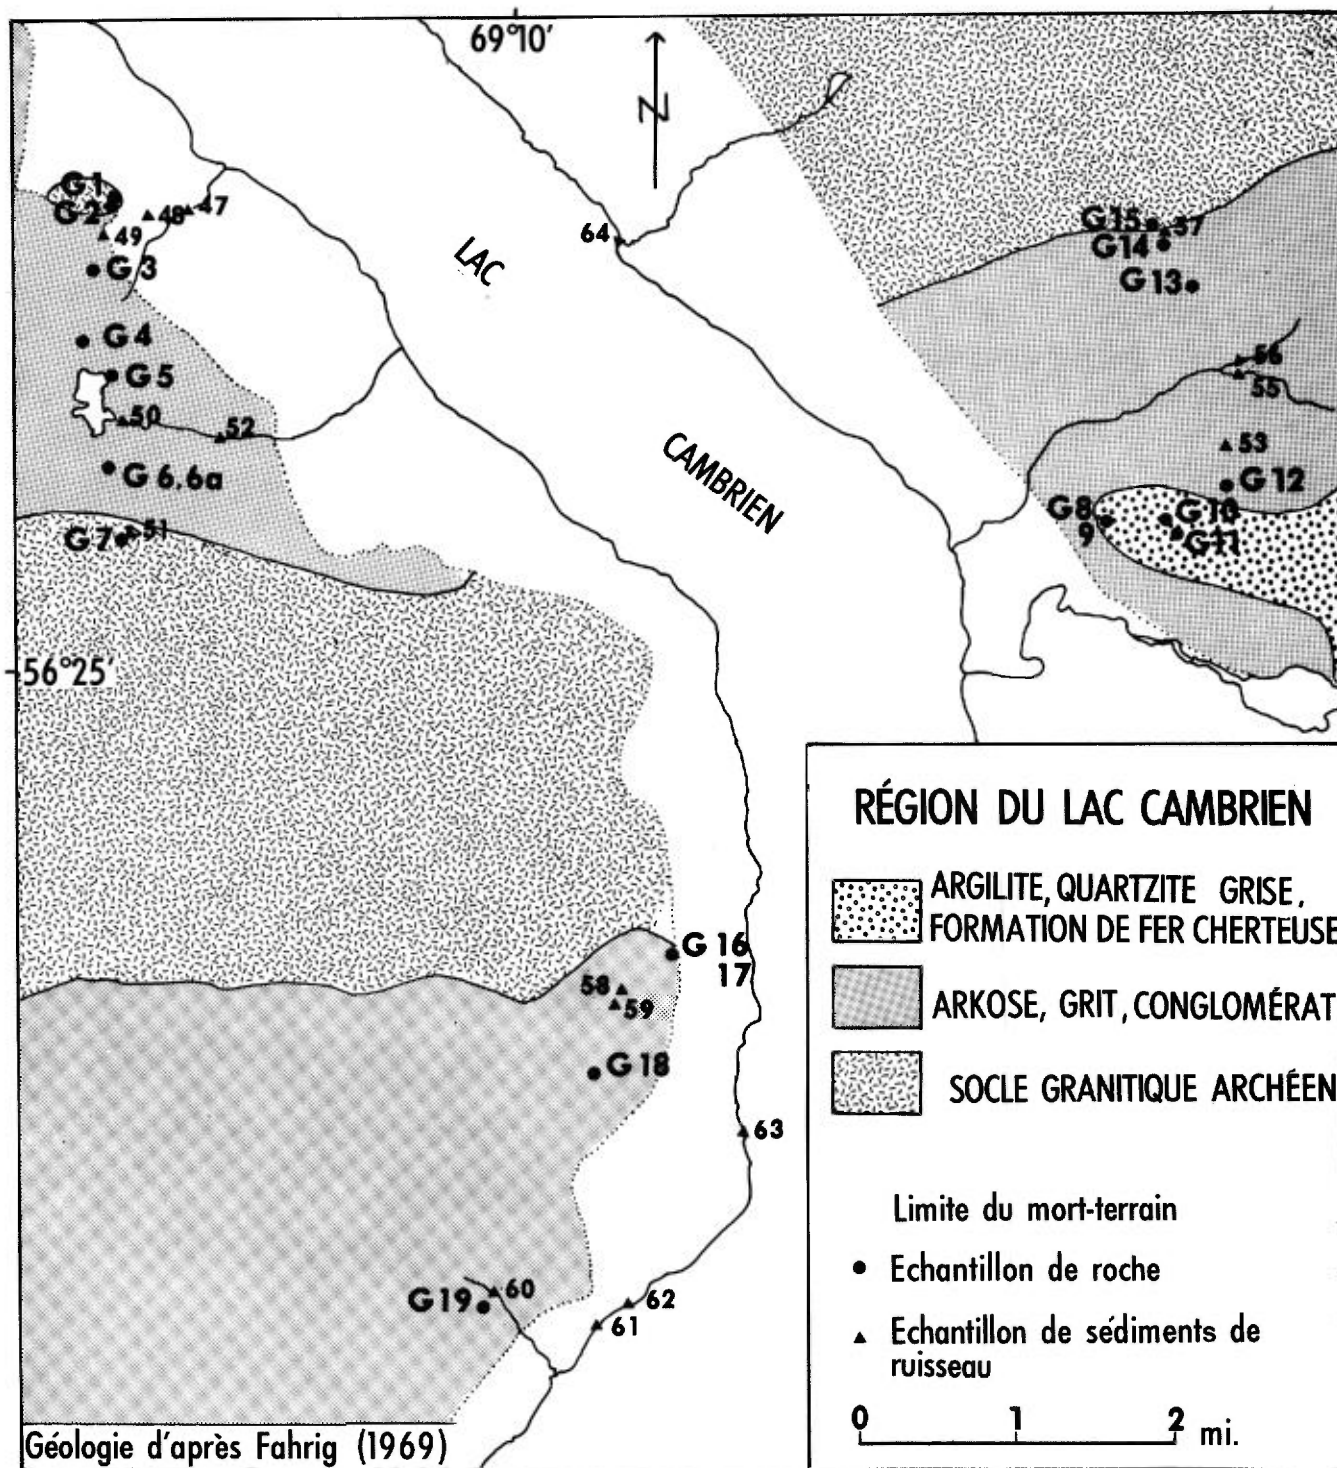 69°10'
N
G1
G2
48
47
49
G3
G4
G5
50
52
G6,6a
G7
51
56°25'
LAC
CAMBRIEN
64
G15
57
G14
G13
56
55
53
G12
G8
9
G10
G11
G16
17
58
59
G18
63
G19
60
62
61
Géologie d'après Fahrig (1969)
RÉGION DU LAC CAMBRIEN
ARGILITE, QUARTZITE GRISE,
FORMATION DE FER CHERTEUSE
ARKOSE, GRIT, CONGLOMÉRAT
SOCLE GRANITIQUE ARCHÉEN
Limite du mort-terrain
Echantillon de roche
Echantillon de sédiments de
ruisseau
0 1 2 mi.